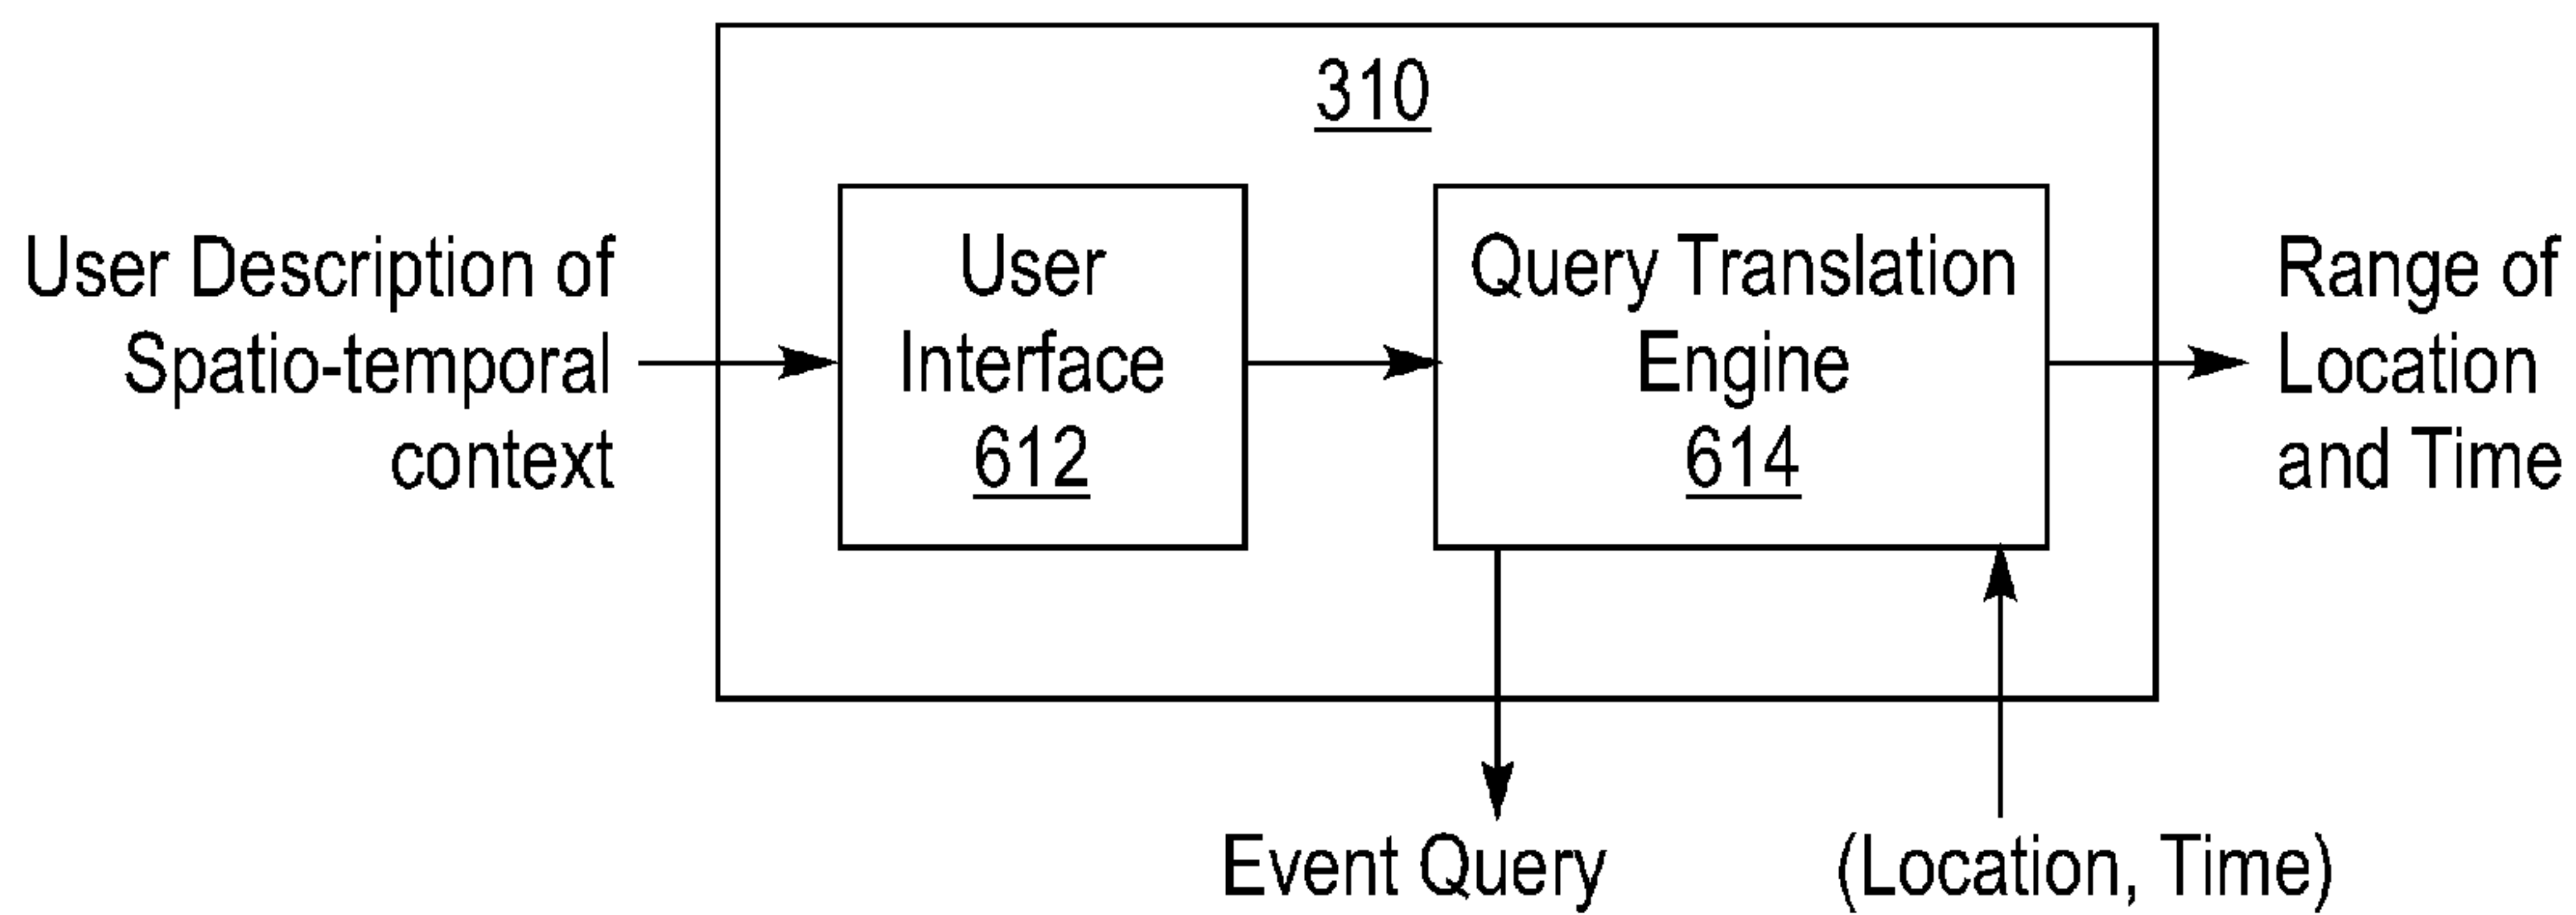 310
User Description of
Spatio-temporal
context
User
Interface
612
Query Translation
Engine
614
Range of
Location
and Time
Event Query
(Location, Time)